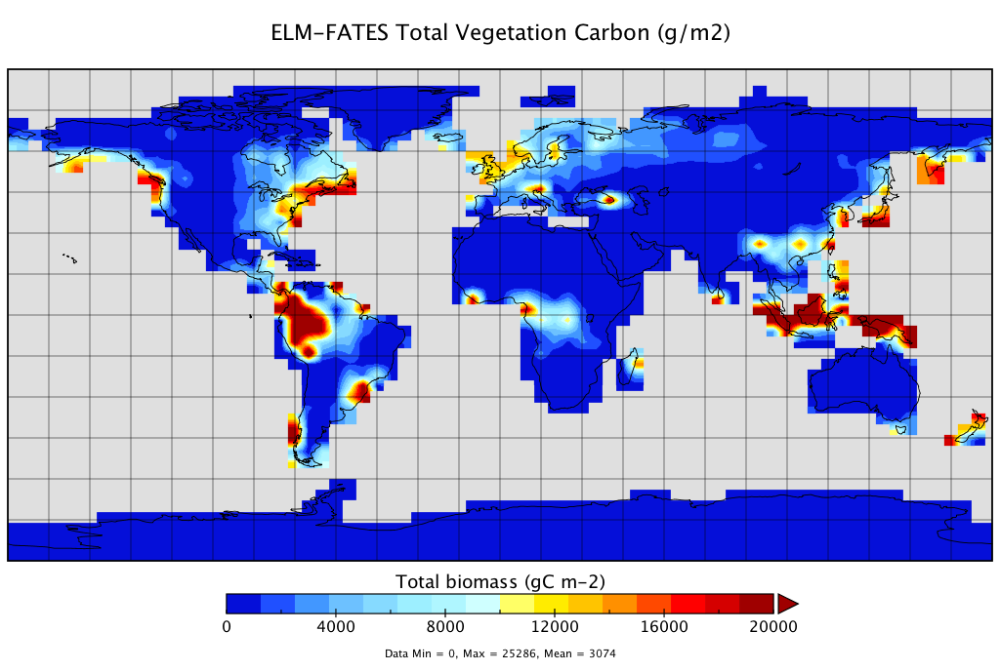 ELM-FATES Total Vegetation Carbon (g/m2)
Total biomass (gC m-2)
0 4000 8000 12000 16000 20000
Data Min = 0, Max = 25286, Mean = 3074